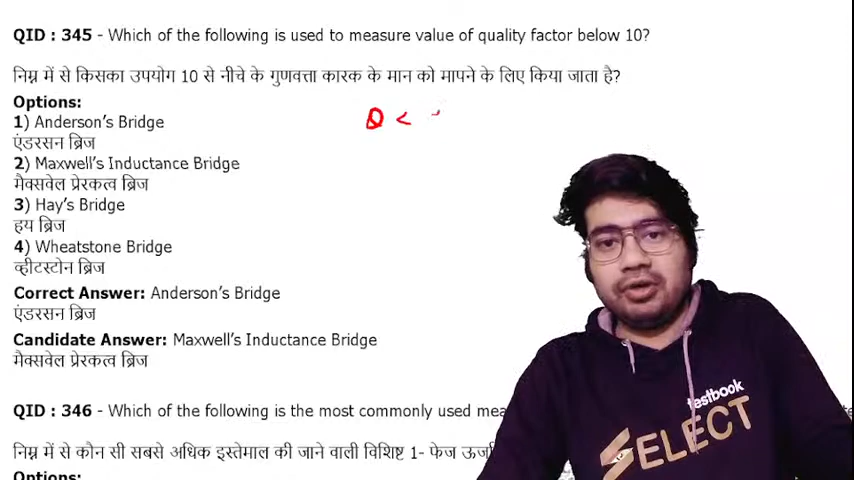 QID : 345 - Which of the following is used to measure value of quality factor below 10?
निम्न में से किसका उपयोग 10 से नीचे के गुणवत्ता कारक के मान को मापने के लिए किया जाता है?
Options:
1) Anderson's Bridge
एंडरसन ब्रिज
2) Maxwell's Inductance Bridge
मैक्सवेल प्रेरकत्व ब्रिज
3) Hay's Bridge
हय ब्रिज
4) Wheatstone Bridge
व्हीटस्टोन ब्रिज
Correct Answer: Anderson's Bridge
एंडरसन ब्रिज
Candidate Answer: Maxwell's Inductance Bridge
मैक्सवेल प्रेरकत्व ब्रिज
Q <
testbook
SELECT
QID : 346 - Which of the following is the most commonly used
निम्न में से कौन सी सबसे अधिक इस्तेमाल की जाने वाली विशिष्ट 1- फेज
Options: